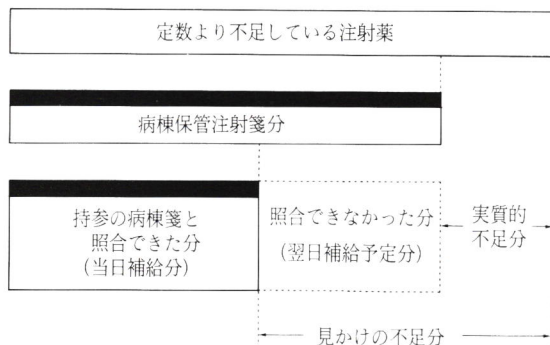 定数より不足している注射薬
病棟保管注射箋分
持参の病棟箋と
照合できた分
(当日補給分)
照合できなかった分
(翌日補給予定分)
実質的
不足分
見かけの不足分